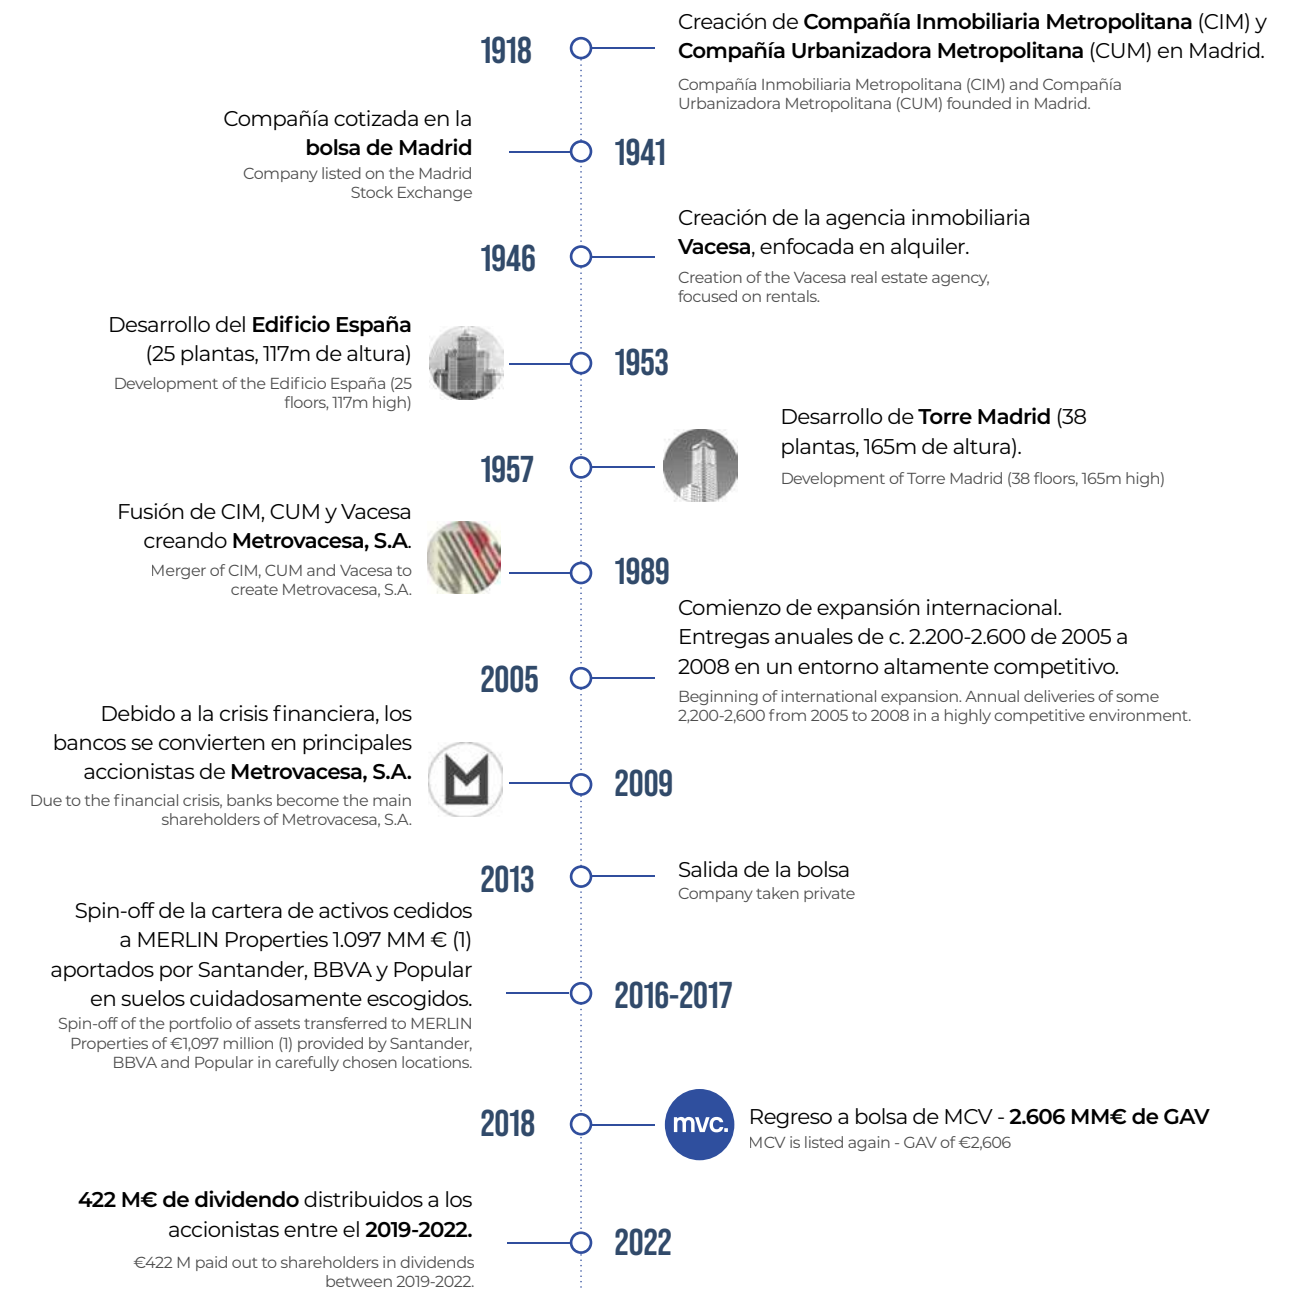 1918
Creación de Compañía Inmobiliaria Metropolitana (CIM) y
Compañía Urbanizadora Metropolitana (CUM) en Madrid.
Compañía Inmobiliaria Metropolitana (CIM) and Compañía
Urbanizadora Metropolitana (CUM) founded in Madrid.
Compañía cotizada en la
bolsa de Madrid
Company listed on the Madrid
Stock Exchange
1941
1946
Creación de la agencia inmobiliaria
Vacesa, enfocada en alquiler.
Creation of the Vacesa real estate agency,
focused on rentals.
Desarrollo del Edificio España
(25 plantas, 117m de altura)
Development of the Edificio España (25
floors, 117m high)
1953
1957
Desarrollo de Torre Madrid (38
plantas, 165m de altura).
Development of Torre Madrid (38 floors, 165m high)
Fusión de CIM, CUM y Vacesa
creando Metrovacesa, S.A.
Merger of CIM, CUM and Vacesa to
create Metrovacesa, S.A.
1989
2005
Comienzo de expansión internacional.
Entregas anuales de c. 2.200-2.600 de 2005 a
2008 en un entorno altamente competitivo.
Beginning of international expansion. Annual deliveries of some
2,200-2,600 from 2005 to 2008 in a highly competitive environment.
Debido a la crisis financiera, los
bancos se convierten en principales
accionistas de Metrovacesa, S.A.
Due to the financial crisis, banks become the main
shareholders of Metrovacesa, S.A.
2009
2013
Salida de la bolsa
Company taken private
Spin-off de la cartera de activos cedidos
a MERLIN Properties 1.097 MM € (1)
aportados por Santander, BBVA y Popular
en suelos cuidadosamente escogidos.
Spin-off of the portfolio of assets transferred to MERLIN
Properties of €1,097 million (1) provided by Santander,
BBVA and Popular in carefully chosen locations.
2016-2017
2018
mvc.
Regreso a bolsa de MCV - 2.606 MM€ de GAV
MCV is listed again - GAV of €2,606
422 M€ de dividendo distribuidos a los
accionistas entre el 2019-2022.
€422 M paid out to shareholders in dividends
between 2019-2022.
2022